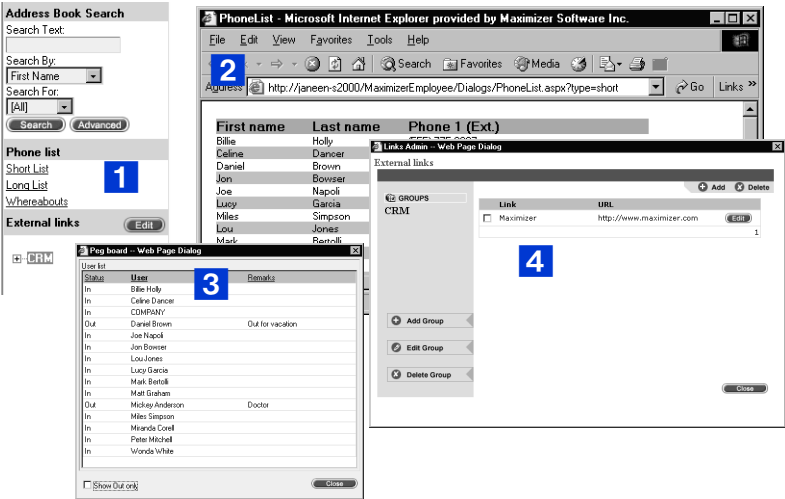 Address Book Search
Search Text:
Search By:
First Name
Search For:
[All]
Search Advanced
Phone list
1
Short List
Long List
Whereabouts
External links Edit
CRM
PhoneList - Microsoft Internet Explorer provided by Maximizer Software Inc.
File Edit View Favorites Tools Help
2
Search Favorites Media
Address http://janeen-s2000/MaximizerEmployee/Dialogs/PhoneList.aspx?type=short Go Links »
First name Last name Phone 1 (Ext.)
Billie Holly
Celine Dancer
Daniel Brown
Jon Bowser
Joe Napoli
Lucy Garcia
Miles Simpson
Lou Jones
Mark Bertolli
Peg board -- Web Page Dialog
User list
3
Status User Remarks
In Billie Holly
In Celine Dancer
In COMPANY
Out Daniel Brown Out for vacation
In Joe Napoli
In Jon Bowser
In Lou Jones
In Lucy Garcia
In Mark Bertolli
In Matt Graham
Out Mickey Anderson Doctor
In Miles Simpson
In Miranda Corell
In Peter Mitchell
In Wonda White
Show Out only Close
Links Admin -- Web Page Dialog
External links
Add Delete
GROUPS
CRM
Link URL
Maximizer http://www.maximizer.com Edit
1
4
Add Group
Edit Group
Delete Group
Close